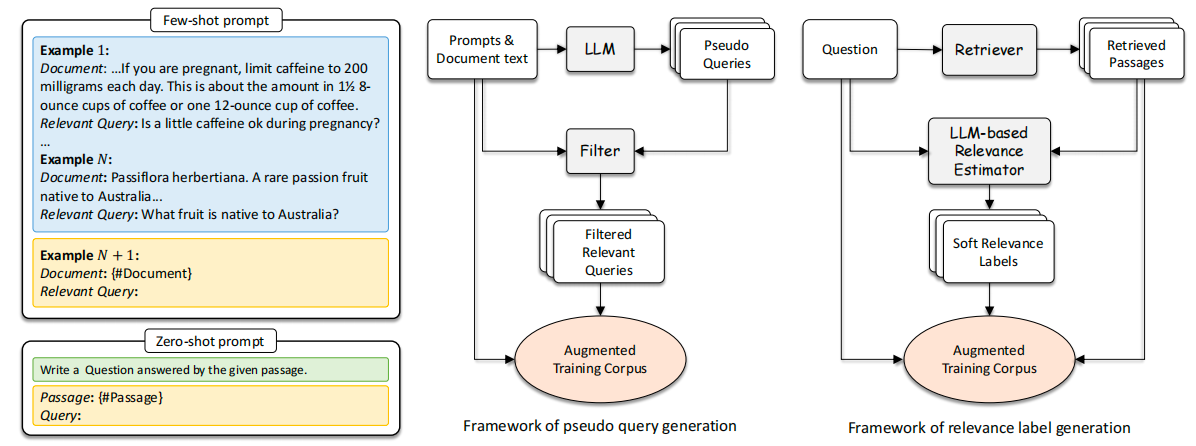 Few-shot prompt
Example 1:
Document: ...If you are pregnant, limit caffeine to 200
milligrams each day. This is about the amount in 1½ 8-
ounce cups of coffee or one 12-ounce cup of coffee.
Relevant Query: Is a little caffeine ok during pregnancy?
...
Example N:
Document: Passiflora herbertiana. A rare passion fruit
native to Australia...
Relevant Query: What fruit is native to Australia?
Example N + 1:
Document: {#Document}
Relevant Query:
Zero-shot prompt
Write a Question answered by the given passage.
Passage: {#Passage}
Query:
Prompts &
Document text
LLM
Pseudo
Queries
Filter
Filtered
Relevant
Queries
Augmented
Training Corpus
Framework of pseudo query generation
Question
Retriever
Retrieved
Passages
LLM-based
Relevance
Estimator
Soft Relevance
Labels
Augmented
Training Corpus
Framework of relevance label generation